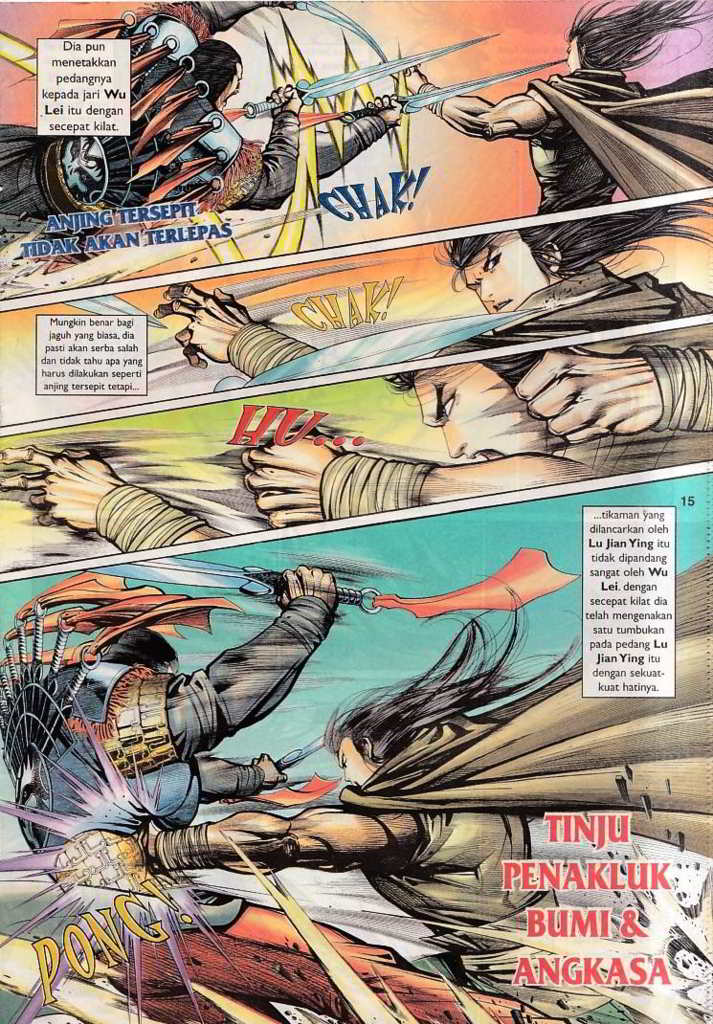 Dia pun
menetakkan
pedangnya
kepada jari Wu
Lei itu dengan
secepat kilat.
CHAK!
ANJING TERSEPIT
TIDAK AKAN TERLEPAS
CHAK!
Mungkin benar bagi
jaguh yang biasa, dia
pasti akan serba salah
dan tidak tahu apa yang
harus dilakukan seperti
anjing tersepit tetapi...
HU...
15
...tikaman yang
dilancarkan oleh
Lu Jian Ying itu
tidak dipandang
sangat oleh Wu
Lei. dengan
secepat kilat dia
telah mengenakan
satu tumbukan
pada pedang Lu
Jian Ying itu
dengan sekuat-
kuat hatinya.
TINJU
PENAKLUK
BUMI &
ANGKASA
PONG!